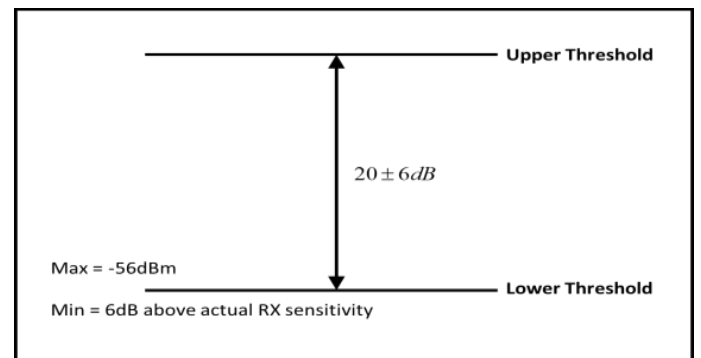 Upper Threshold
20 ± 6dB
Max = -56dBm
Lower Threshold
Min = 6dB above actual RX sensitivity